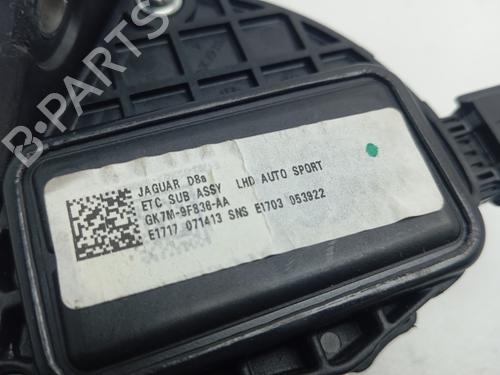 B-PARTS
JAGUAR D8a
ETC SUB ASSY LHD AUTO SPORT
GK7M-9F836-AA
E1717 071413 SNS E1703 053922